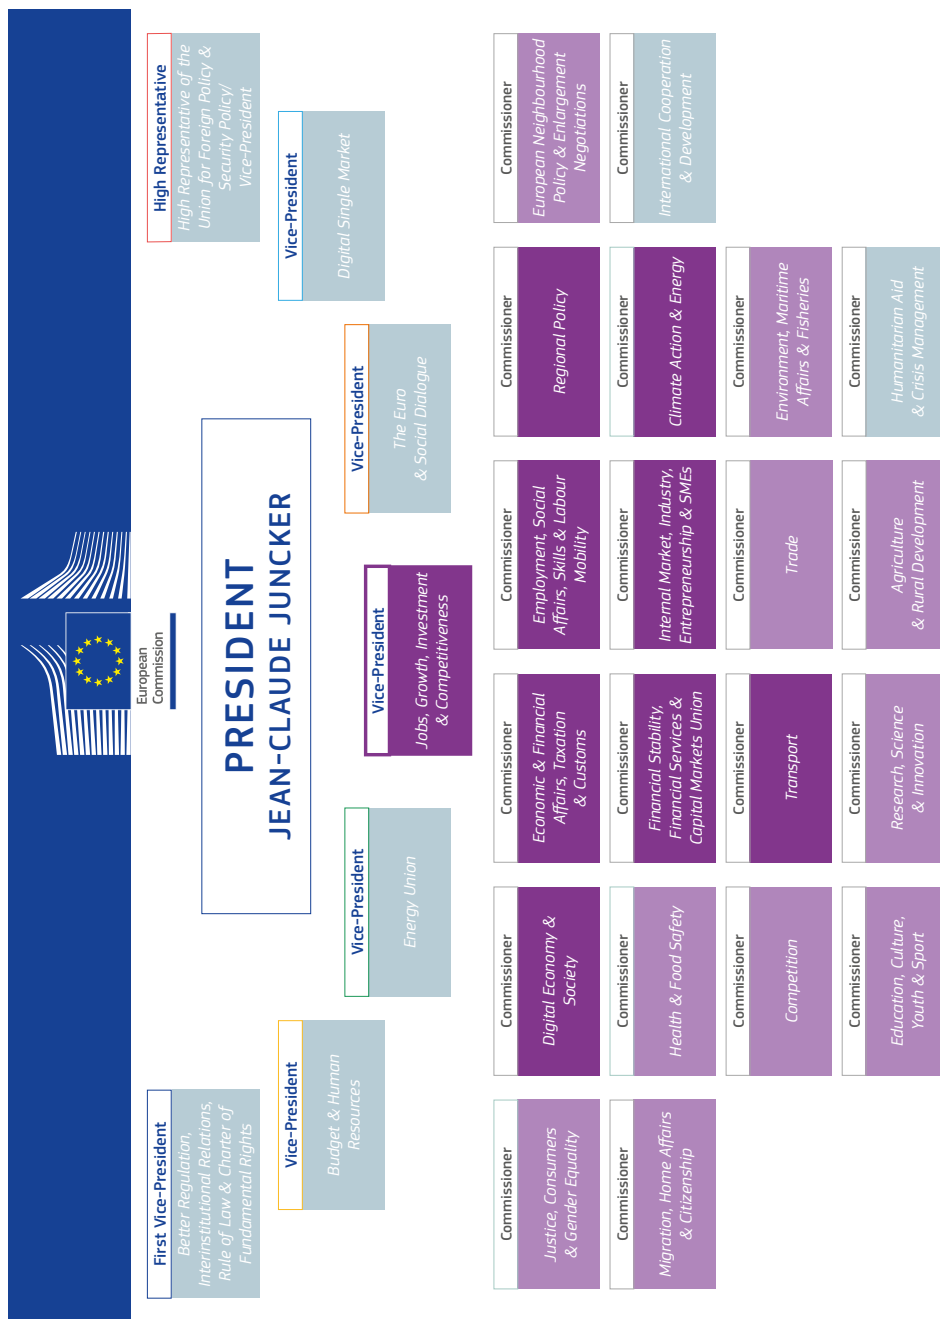 European
Commission
PRESIDENT
JEAN-CLAUDE JUNCKER
First Vice-President
Better Regulation,
Interinstitutional Relations,
Rule of Law & Charter of
Fundamental Rights
High Representative
High Representative of the
Union for Foreign Policy &
Security Policy/
Vice-President
Vice-President
Budget & Human
Resources
Vice-President
Energy Union
Vice-President
Jobs, Growth, Investment
& Competitiveness
Vice-President
The Euro
& Social Dialogue
Vice-President
Digital Single Market
Commissioner
Justice, Consumers
& Gender Equality
Commissioner
Digital Economy &
Society
Commissioner
Economic & Financial
Affairs, Taxation
& Customs
Commissioner
Employment, Social
Affairs, Skills & Labour
Mobility
Commissioner
Regional Policy
Commissioner
European Neighbourhood
Policy & Enlargement
Negotiations
Commissioner
Migration, Home Affairs
& Citizenship
Commissioner
Health & Food Safety
Commissioner
Financial Stability,
Financial Services &
Capital Markets Union
Commissioner
Internal Market, Industry,
Entrepreneurship & SMEs
Commissioner
Climate Action & Energy
Commissioner
International Cooperation
& Development
Commissioner
Competition
Commissioner
Transport
Commissioner
Trade
Commissioner
Environment, Maritime
Affairs & Fisheries
Commissioner
Education, Culture,
Youth & Sport
Commissioner
Research, Science
& Innovation
Commissioner
Agriculture
& Rural Development
Commissioner
Humanitarian Aid
& Crisis Management